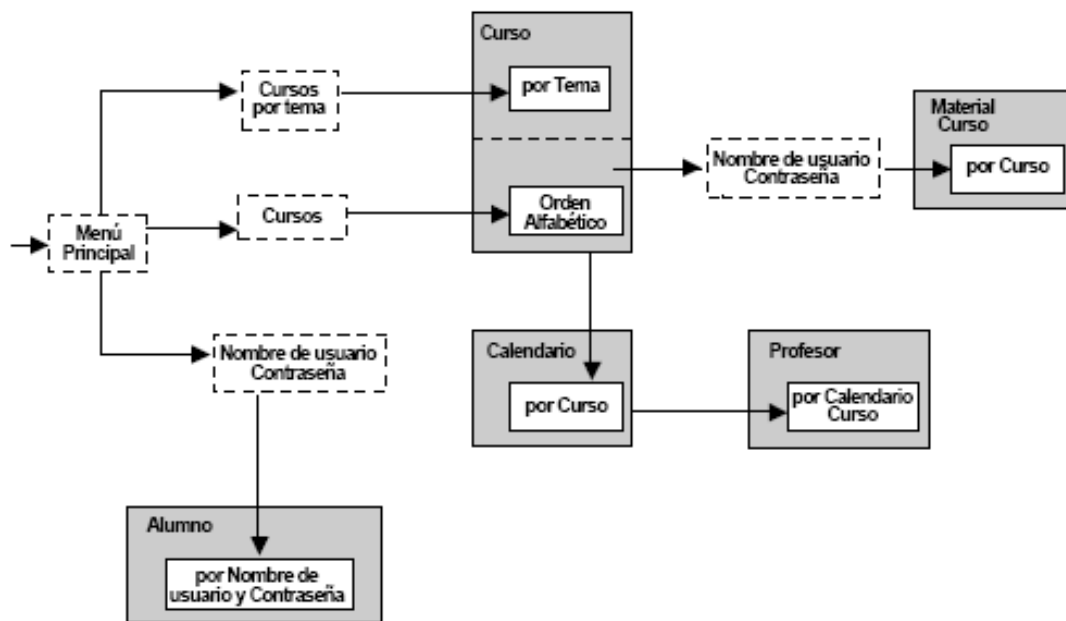 Curso
por Tema
Cursos
por tema
Material
Curso
por Curso
Nombre de usuario
Contraseña
Orden
Alfabético
Cursos
Menú
Principal
Nombre de usuario
Contraseña
Calendario
por Curso
Profesor
por Calendario
Curso
Alumno
por Nombre de
usuario y Contraseña